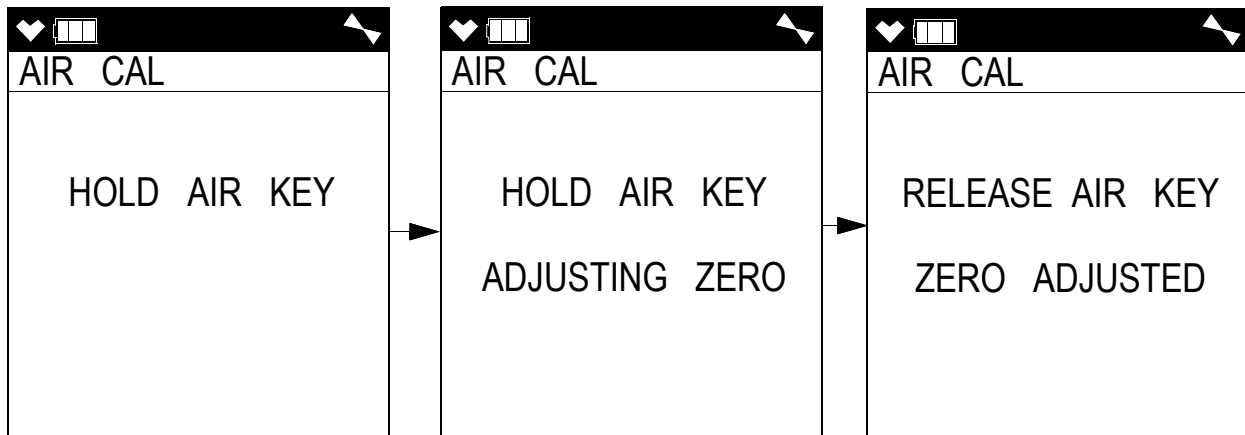 AIR CAL
HOLD AIR KEY
AIR CAL
HOLD AIR KEY
ADJUSTING ZERO
AIR CAL
RELEASE AIR KEY
ZERO ADJUSTED